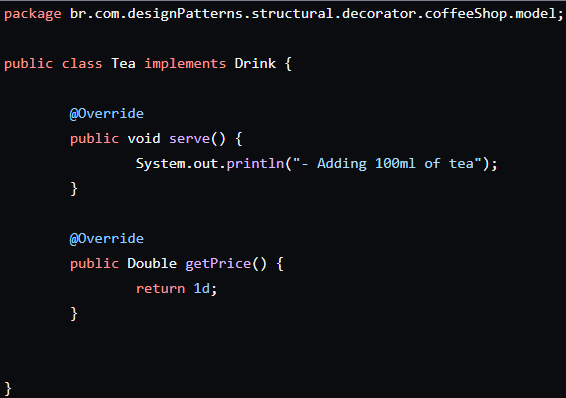 package br.com.designPatterns.structural.decorator.coffeeShop.model;
public class Tea implements Drink {
@Override
public void serve() {
System.out.println("- Adding 100ml of tea");
}
@Override
public Double getPrice() {
return 1d;
}
}